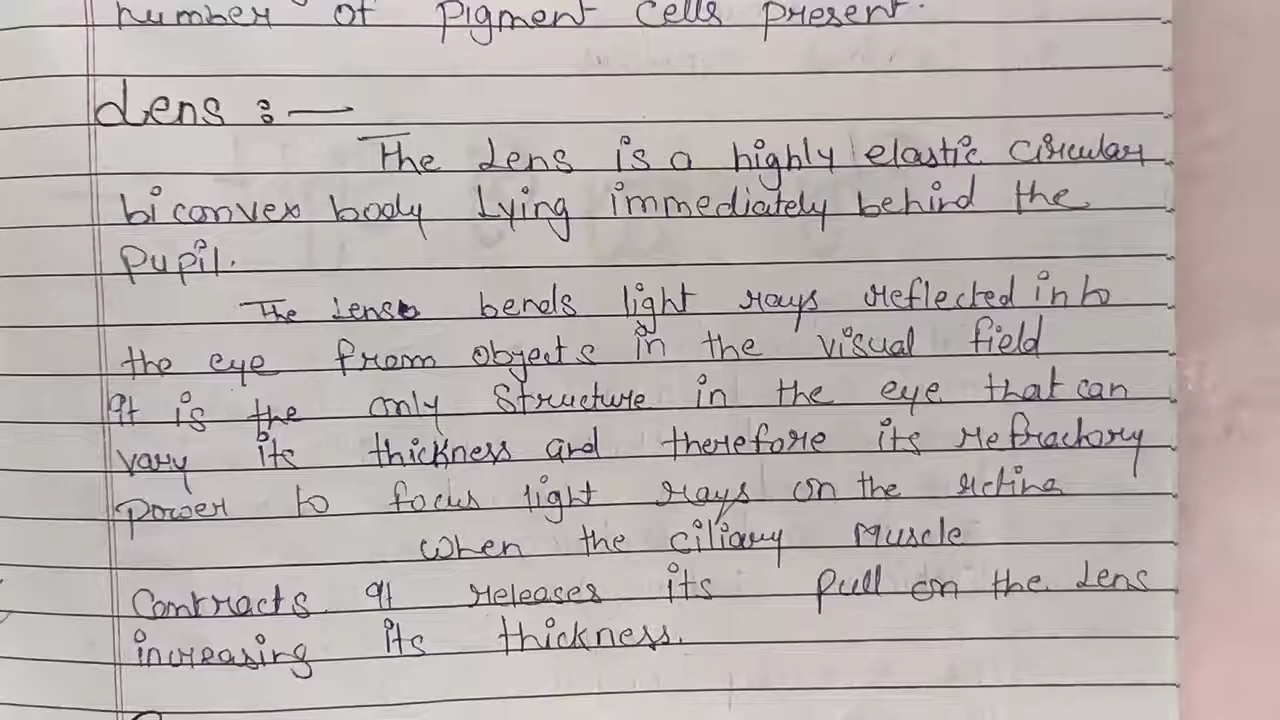 number of Pigment Cells present.
Lens :—
The Lens is a highly elastic circular
biconvex body Lying immediately behind the
Pupil.
The Lens bends light rays reflected into
the eye from objects in the visual field
It is the only Structure in the eye that can
vary its thickness and therefore its refractory
Power to focus light rays on the retina
When the ciliary Muscle
Contracts It releases its pull on the Lens
increasing its thickness.